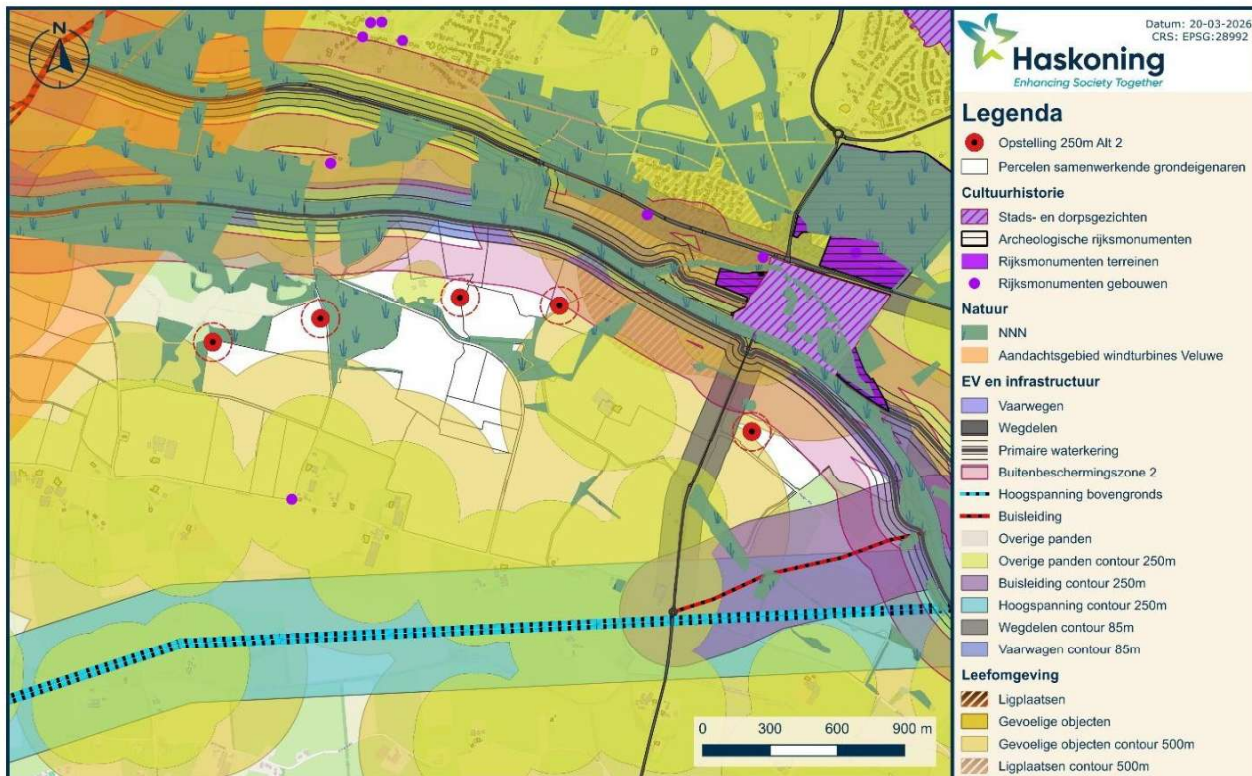 N
Datum: 20-03-2026
CRS: EPSG:28992
Haskoning
Enhancing Society Together
Legenda
Opstelling 250m Alt 2
Percelen samenwerkende grondeigenaren
Cultuurhistorie
Stads- en dorpsgezichten
Archeologische rijksmonumenten
Rijksmonumenten terreinen
Rijksmonumenten gebouwen
Natuur
NNN
Aandachtsgebied windturbines Veluwe
EV en infrastructuur
Vaarwegen
Wegdelen
Primaire waterkering
Buitenbeschermingszone 2
Hoogspanning bovengronds
Buisleiding
Overige panden
Overige panden contour 250m
Buisleiding contour 250m
Hoogspanning contour 250m
Wegdelen contour 85m
Vaarwagen contour 85m
Leefomgeving
Ligplaatsen
Gevoelige objecten
Gevoelige objecten contour 500m
Ligplaatsen contour 500m
0 300 600 900 m